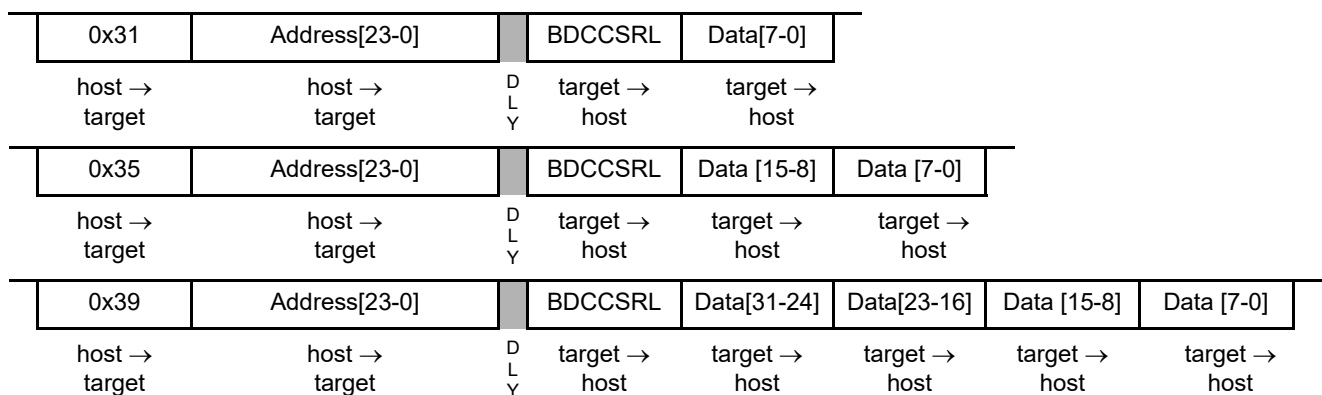 0x31 Address[23-0] BDCCSRL Data[7-0]
host → host → D target → target →
target target L host host
Y
0x35 Address[23-0] BDCCSRL Data [15-8] Data [7-0]
host → host → D target → target → target →
target target L host host host
Y
0x39 Address[23-0] BDCCSRL Data[31-24] Data[23-16] Data [15-8] Data [7-0]
host → host → D target → target → target → target → target →
target target L host host host host host
Y